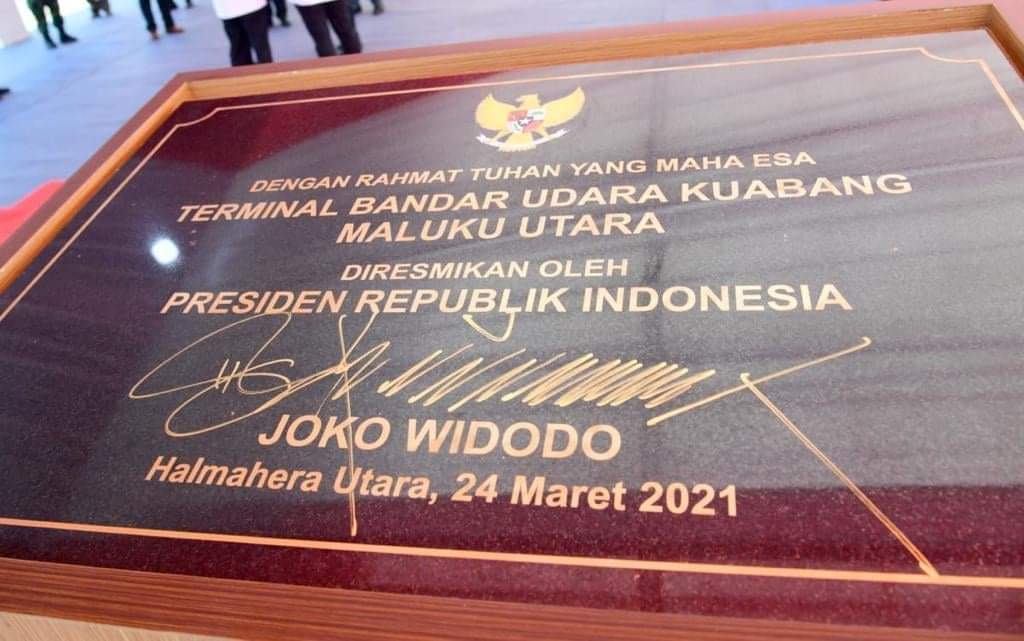 DENGAN RAHMAT TUHAN YANG MAHA ESA
TERMINAL BANDAR UDARA KUABANG
MALUKU UTARA
DIRESMIKAN OLEH
PRESIDEN REPUBLIK INDONESIA
JOKO WIDODO
Halmahera Utara, 24 Maret 2021